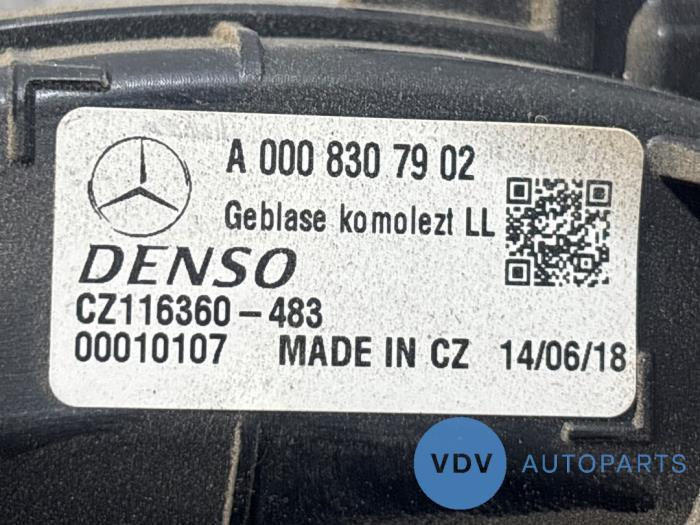 A 000 830 79 02
Geblase komolezt LL
DENSO
CZ116360-483
00010107 MADE IN CZ 14/06/18
VDV AUTOPARTS